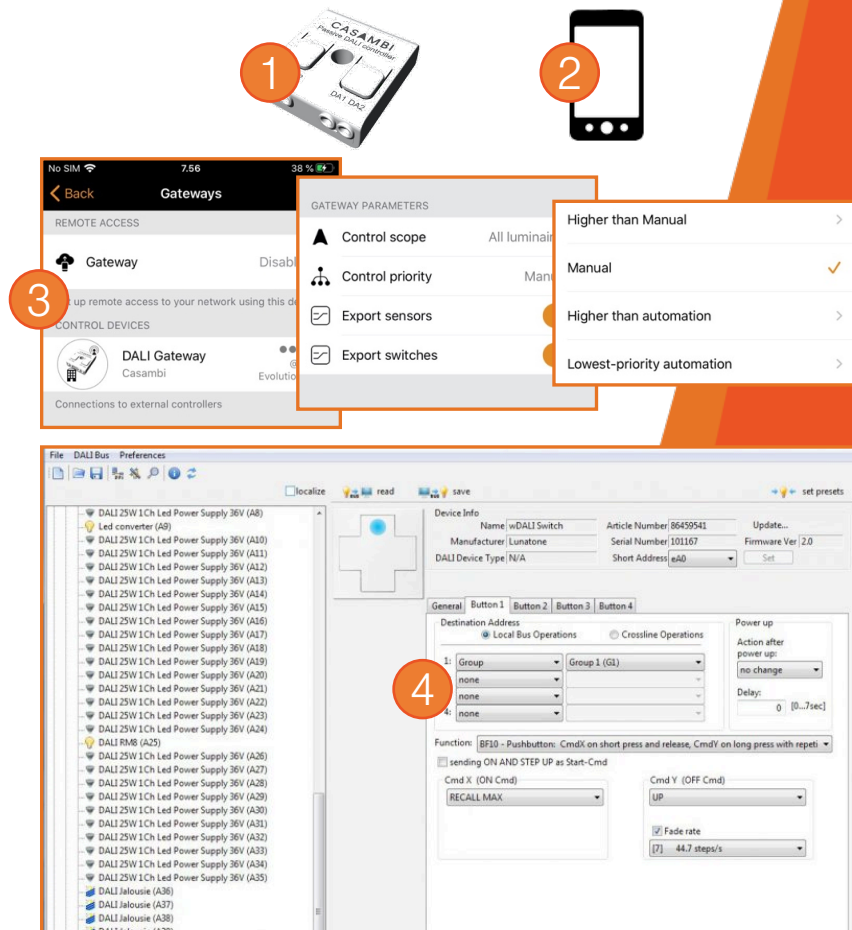 CASAMBI
Passive DALI controller
DA1 DA2
1
2
No SIM 7.56 38 %
Back Gateways
REMOTE ACCESS
Gateway
3
up remote access to your network using this
CONTROL DEVICES
DALI Gateway
Casambi
Connections to external controllers
GATEWAY PARAMETERS
Control scope All
Control priority
Export sensors
Export switches
Higher than Manual
Manual
Higher than automation
Lowest-priority automation
File DALI Bus Preferences
localize read save set presets
DALI 25W 1Ch Led Power Supply 36V (A8)
Led converter (A9)
DALI 25W 1Ch Led Power Supply 36V (A10)
DALI 25W 1Ch Led Power Supply 36V (A11)
DALI 25W 1Ch Led Power Supply 36V (A12)
DALI 25W 1Ch Led Power Supply 36V (A13)
DALI 25W 1Ch Led Power Supply 36V (A14)
DALI 25W 1Ch Led Power Supply 36V (A15)
DALI 25W 1Ch Led Power Supply 36V (A16)
DALI 25W 1Ch Led Power Supply 36V (A17)
DALI 25W 1Ch Led Power Supply 36V (A18)
DALI 25W 1Ch Led Power Supply 36V (A19)
DALI 25W 1Ch Led Power Supply 36V (A20)
DALI 25W 1Ch Led Power Supply 36V (A21)
DALI 25W 1Ch Led Power Supply 36V (A22)
DALI 25W 1Ch Led Power Supply 36V (A23)
DALI 25W 1Ch Led Power Supply 36V (A24)
DALI RM8 (A25)
DALI 25W 1Ch Led Power Supply 36V (A26)
DALI 25W 1Ch Led Power Supply 36V (A27)
DALI 25W 1Ch Led Power Supply 36V (A28)
DALI 25W 1Ch Led Power Supply 36V (A29)
DALI 25W 1Ch Led Power Supply 36V (A30)
DALI 25W 1Ch Led Power Supply 36V (A31)
DALI 25W 1Ch Led Power Supply 36V (A32)
DALI 25W 1Ch Led Power Supply 36V (A33)
DALI 25W 1Ch Led Power Supply 36V (A34)
DALI 25W 1Ch Led Power Supply 36V (A35)
DALI Jalousie (A36)
DALI Jalousie (A37)
DALI Jalousie (A38)
Device Info
Name wDALI Switch Article Number 86459541 Update...
Manufacturer Lunatone Serial Number 101167 Firmware Ver 2.0
DALI Device Type N/A Short Address eA0 Set
General Button 1 Button 2 Button 3 Button 4
Destination Address
Local Bus Operations Crossline Operations
1: Group Group 1 (G1)
none
none
4: none
4
Power up
Action after
power up:
no change
Delay:
0 [0...7sec]
Function: BF10 - Pushbutton: CmdX on short press and release, CmdY on long press with repeti
sending ON AND STEP UP as Start-Cmd
Cmd X (ON Cmd)
RECALL MAX
Cmd Y (OFF Cmd)
UP
Fade rate
[7] 44.7 steps/s